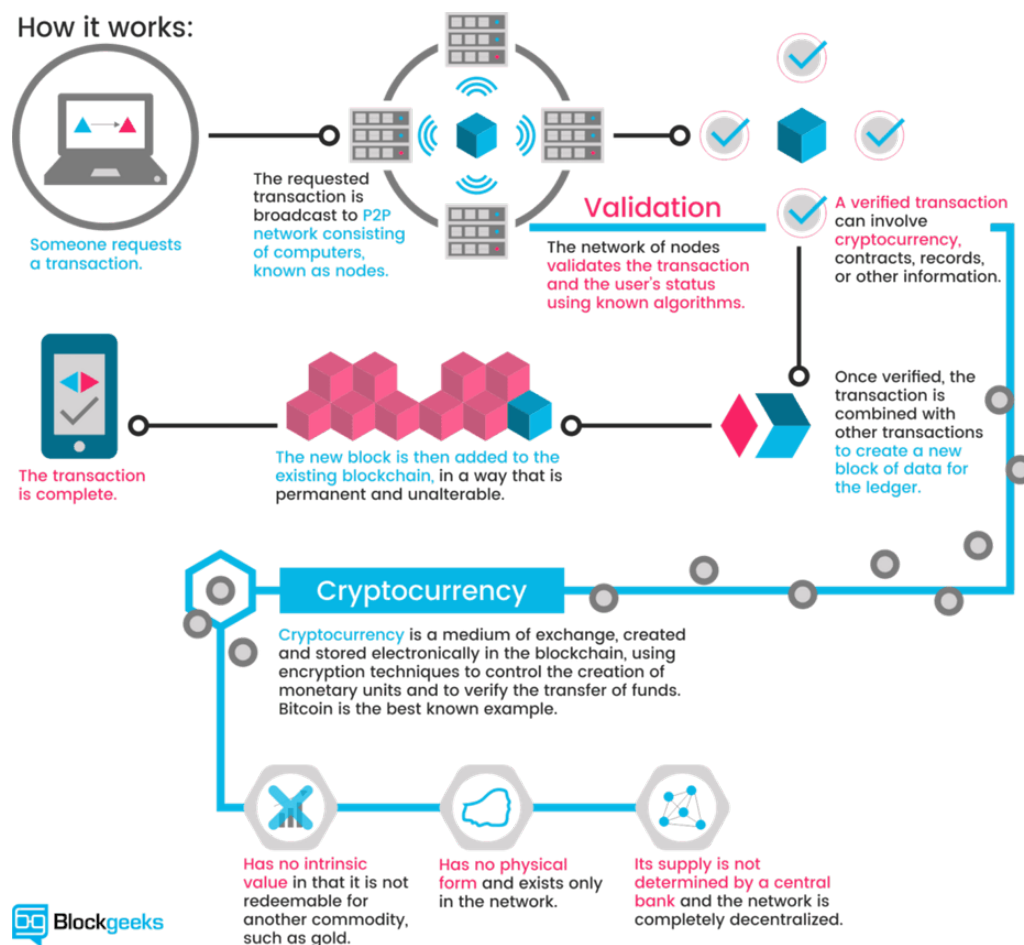 How it works:
Someone requests
a transaction.
The requested
transaction is
broadcast to P2P
network consisting
of computers,
known as nodes.
Validation
The network of nodes
validates the transaction
and the user's status
using known algorithms.
A verified transaction
can involve
cryptocurrency,
contracts, records,
or other information.
Once verified, the
transaction is
combined with
other transactions
to create a new
block of data for
the ledger.
The new block is then added to the
existing blockchain, in a way that is
permanent and unalterable.
The transaction
is complete.
Cryptocurrency
Cryptocurrency is a medium of exchange, created
and stored electronically in the blockchain, using
encryption techniques to control the creation of
monetary units and to verify the transfer of funds.
Bitcoin is the best known example.
Has no intrinsic
value in that it is not
redeemable for
another commodity,
such as gold.
Has no physical
form and exists only
in the network.
Its supply is not
determined by a central
bank and the network is
completely decentralized.
Blockgeeks